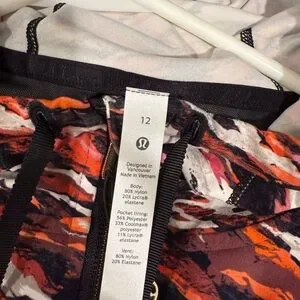 12
Designed in
Vancouver
Made in Vietnam
Body:
80% Nylon
20% Lycra®
elastane
Pocket lining:
56% Polyester
33% Coolmax®
polyester
11% Lycra®
elastane
Vent:
80% Nylon
20% Elastane